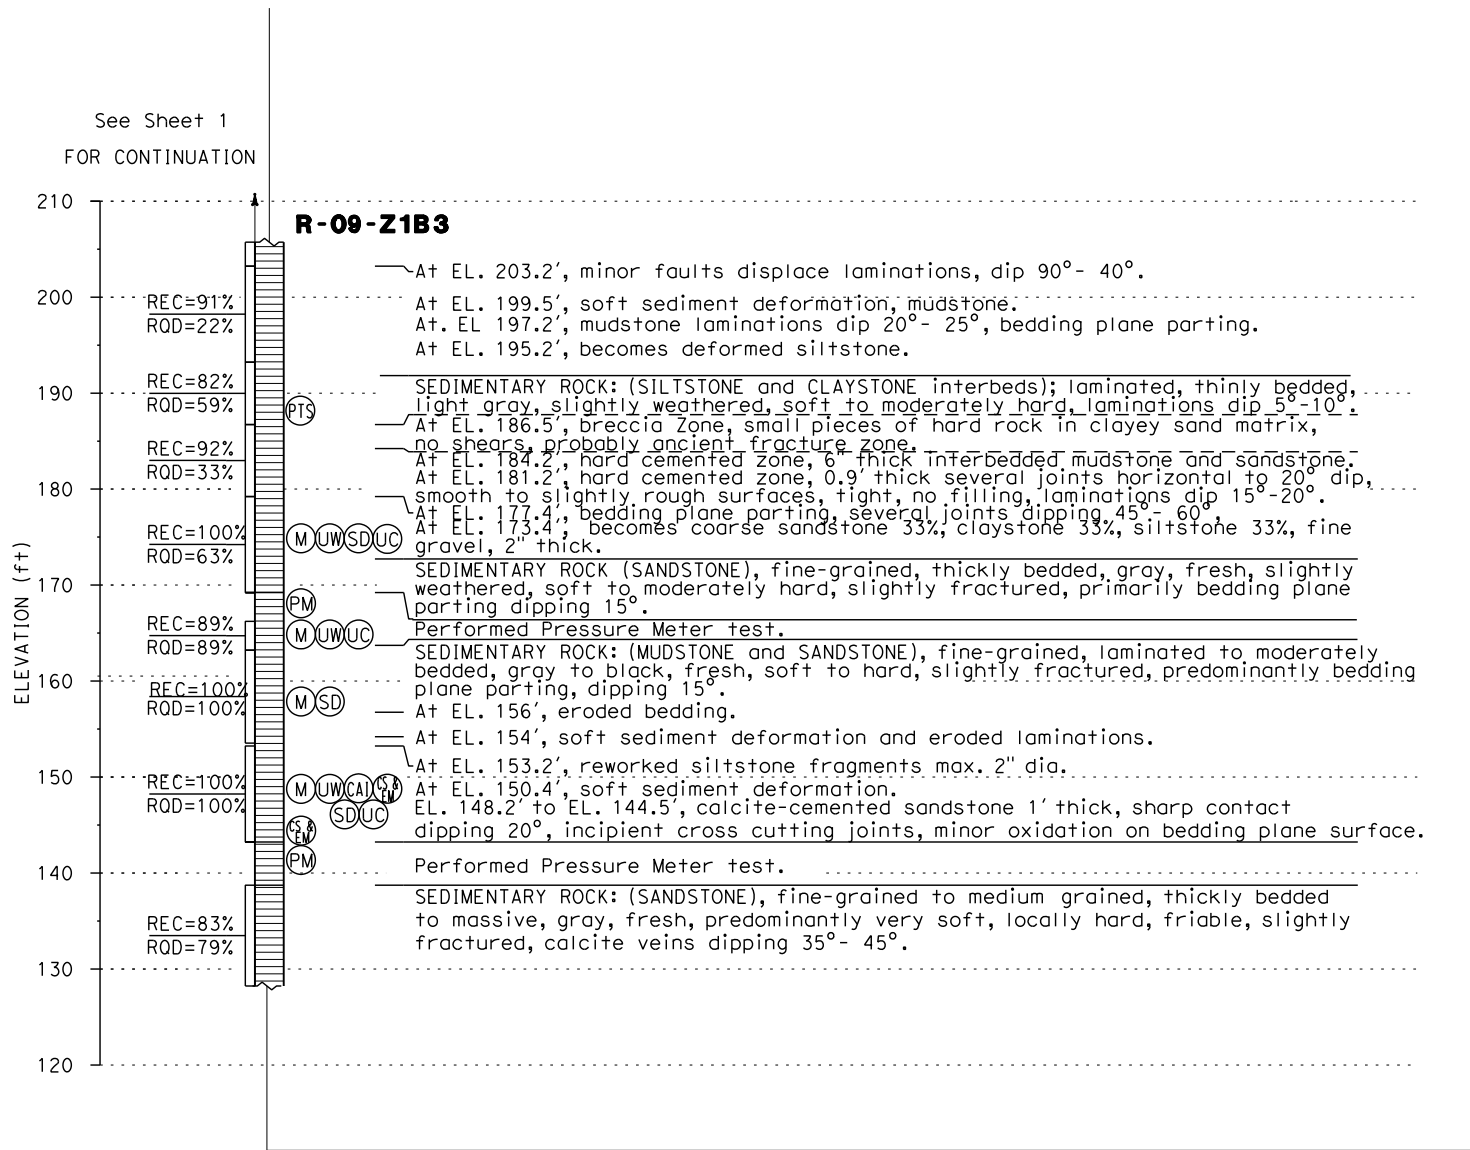 See Sheet 1
FOR CONTINUATION
210
R-09-Z1B3
At EL. 203.2', minor faults displace laminations, dip 90°- 40°.
200
REC=91%
RQD=22%
At EL. 199.5', soft sediment deformation, mudstone.
At. EL 197.2', mudstone laminations dip 20°- 25°, bedding plane parting.
At EL. 195.2', becomes deformed siltstone.
190
REC=82%
RQD=59%
PTS
SEDIMENTARY ROCK: (SILTSTONE and CLAYSTONE interbeds); laminated, thinly bedded,
light gray, slightly weathered, soft to moderately hard, laminations dip 5°-10°.
At EL. 186.5', breccia Zone, small pieces of hard rock in clayey sand matrix,
no shears, probably ancient fracture zone.
REC=92%
RQD=33%
At EL. 184.2', hard cemented zone, 6" thick interbedded mudstone and sandstone.
At EL. 181.2', hard cemented zone, 0.9' thick several joints horizontal to 20° dip,
smooth to slightly rough surfaces, tight, no filling, laminations dip 15°-20°.
180
At EL. 177.4', bedding plane parting, several joints dipping 45°- 60°,
At EL. 173.4', becomes coarse sandstone 33%, claystone 33%, siltstone 33%, fine
gravel, 2" thick.
REC=100%
RQD=63%
M UW SD UC
ELEVATION (ft)
170
SEDIMENTARY ROCK (SANDSTONE), fine-grained, thickly bedded, gray, fresh, slightly
weathered, soft to moderately hard, slightly fractured, primarily bedding plane
parting dipping 15°.
PM
REC=89%
RQD=89%
M UW UC
Performed Pressure Meter test.
SEDIMENTARY ROCK: (MUDSTONE and SANDSTONE), fine-grained, laminated to moderately
bedded, gray to black, fresh, soft to hard, slightly fractured, predominantly bedding
plane parting, dipping 15°.
160
REC=100%
RQD=100%
M SD
At EL. 156', eroded bedding.
At EL. 154', soft sediment deformation and eroded laminations.
At EL. 153.2', reworked siltstone fragments max. 2" dia.
150
REC=100%
RQD=100%
M UW CAI CS & EM
SD UC
CS & EM
At EL. 150.4', soft sediment deformation.
EL. 148.2' to EL. 144.5', calcite-cemented sandstone 1' thick, sharp contact
dipping 20°, incipient cross cutting joints, minor oxidation on bedding plane surface.
PM
Performed Pressure Meter test.
140
SEDIMENTARY ROCK: (SANDSTONE), fine-grained to medium grained, thickly bedded
to massive, gray, fresh, predominantly very soft, locally hard, friable, slightly
fractured, calcite veins dipping 35°- 45°.
REC=83%
RQD=79%
130
120